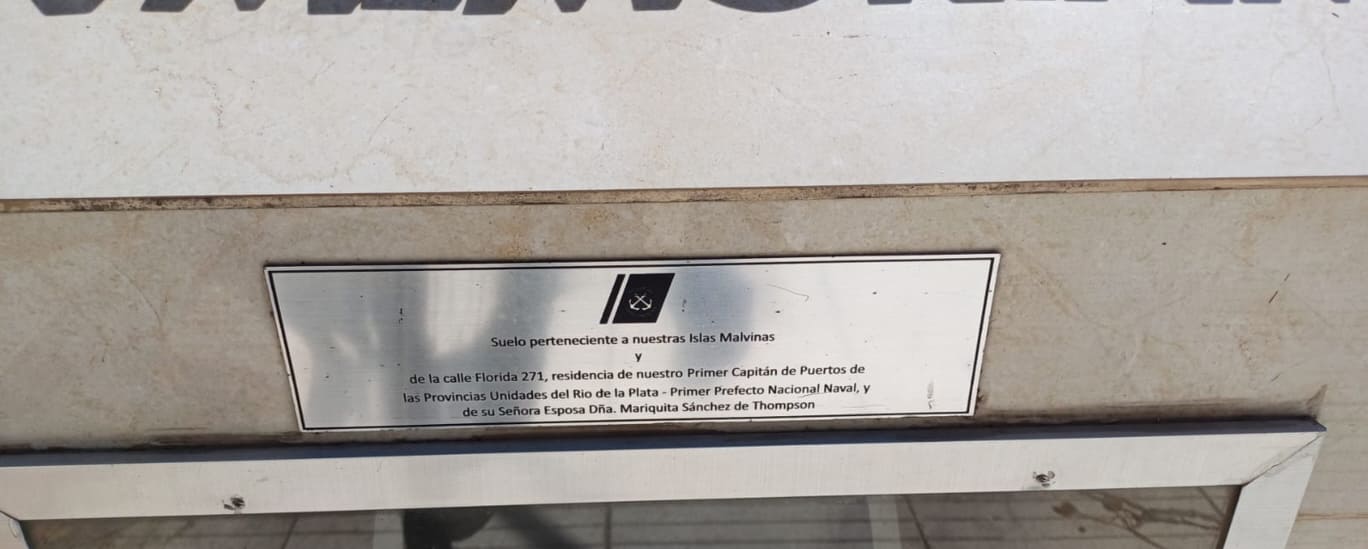 Suelo perteneciente a nuestras Islas Malvinas
y
de la calle Florida 271, residencia de nuestro Primer Capitán de Puertos de
las Provincias Unidades del Rio de la Plata - Primer Prefecto Nacional Naval, y
de su Señora Esposa Dña. Mariquita Sánchez de Thompson